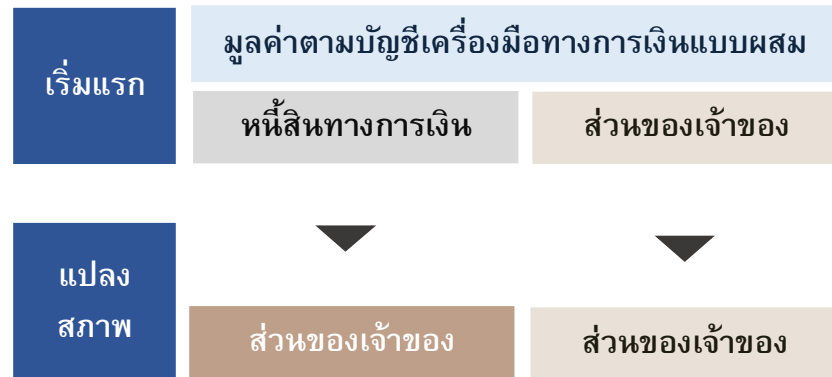 เริ่มแรก
มูลค่าตามบัญชีเครื่องมือทางการเงินแบบผสม
หนี้สินทางการเงิน
ส่วนของเจ้าของ
แปลง
สภาพ
ส่วนของเจ้าของ
ส่วนของเจ้าของ